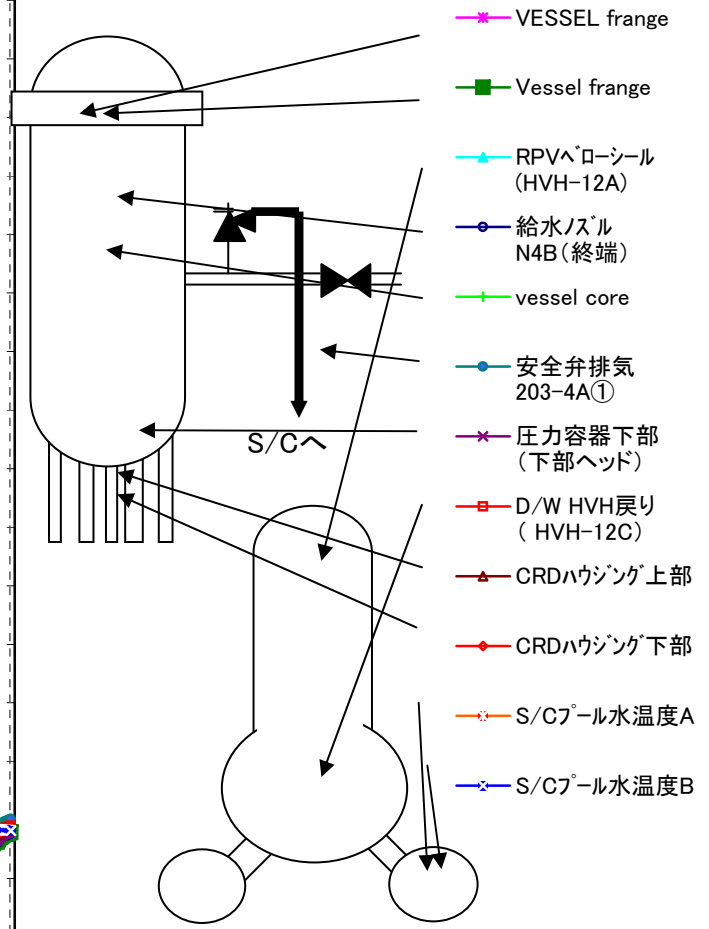 VESSEL frange
Vessel frange
RPVベローシール
(HVH-12A)
給水ノズル
N4B(終端)
vessel core
安全弁排気
203-4A①
圧力容器下部
(下部ヘッド)
D/W HVH戻り
( HVH-12C)
CRDハウジング上部
CRDハウジング下部
S/Cプール水温度A
S/Cプール水温度B
S/Cへ